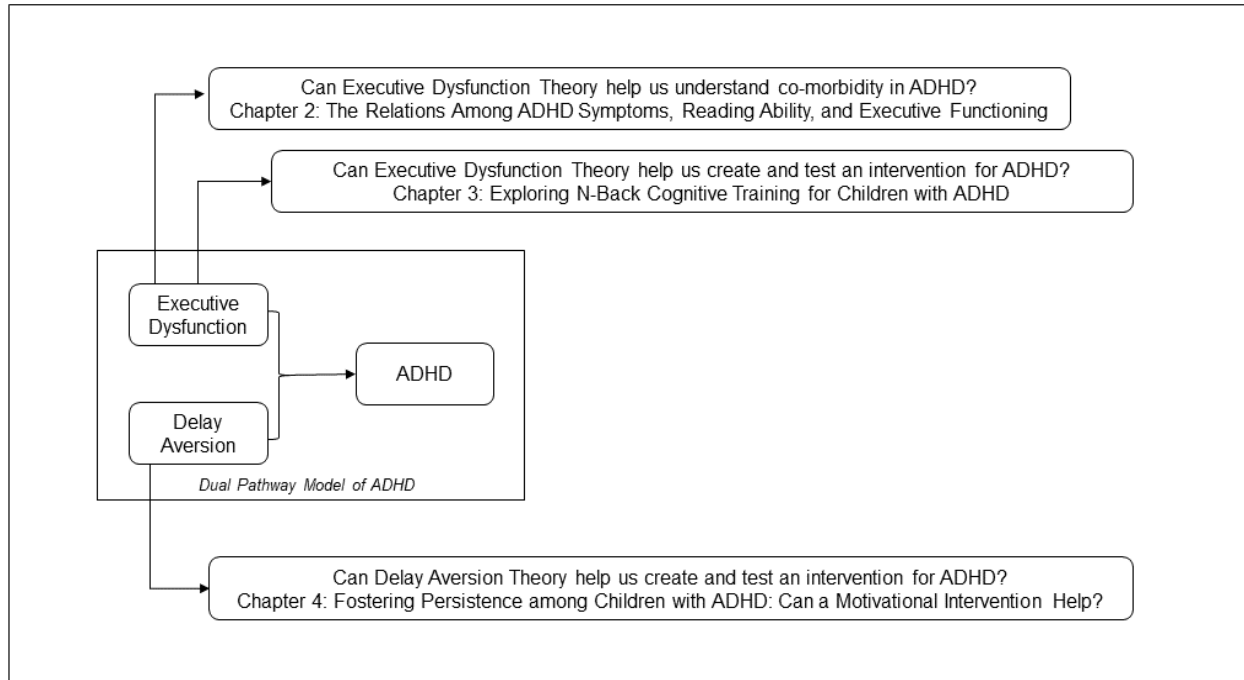 Can Executive Dysfunction Theory help us understand co-morbidity in ADHD?
Chapter 2: The Relations Among ADHD Symptoms, Reading Ability, and Executive Functioning
Can Executive Dysfunction Theory help us create and test an intervention for ADHD?
Chapter 3: Exploring N-Back Cognitive Training for Children with ADHD
Executive
Dysfunction
ADHD
Delay
Aversion
Dual Pathway Model of ADHD
Can Delay Aversion Theory help us create and test an intervention for ADHD?
Chapter 4: Fostering Persistence among Children with ADHD: Can a Motivational Intervention Help?